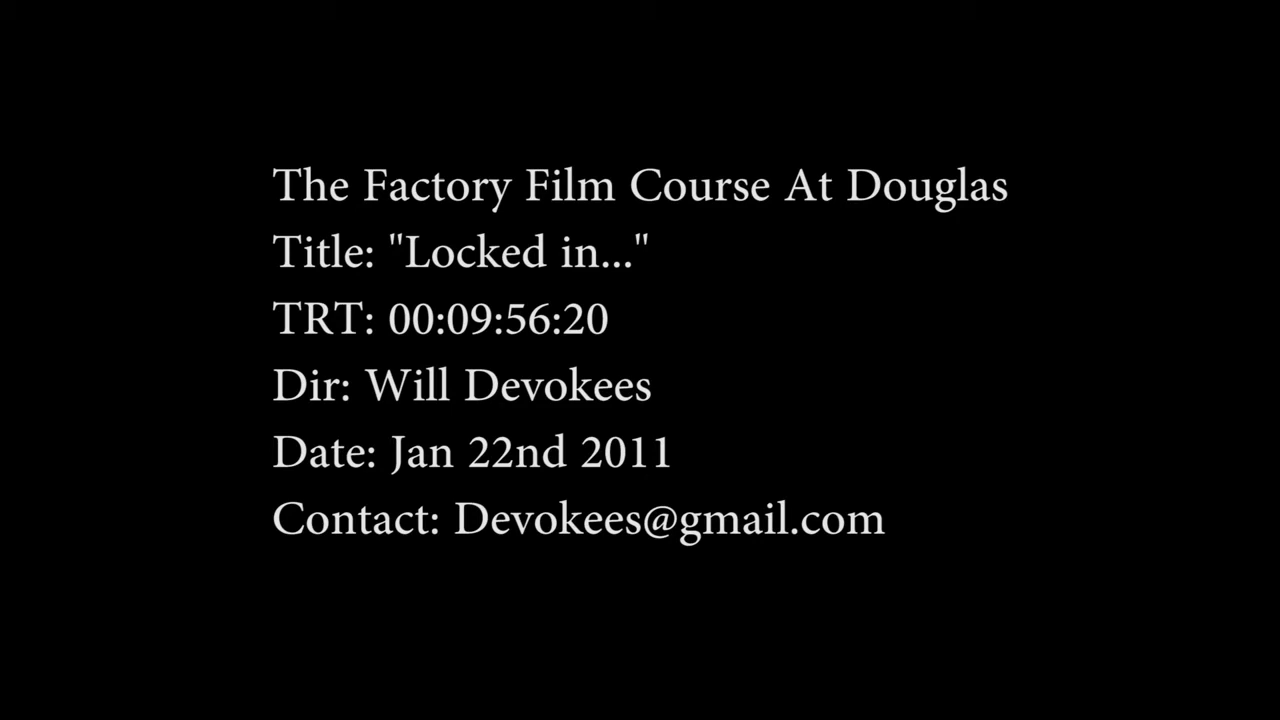 The Factory Film Course At Douglas
Title: "Locked in..."
TRT: 00:09:56:20
Dir: Will Devokees
Date: Jan 22nd 2011
Contact: Devokees@gmail.com